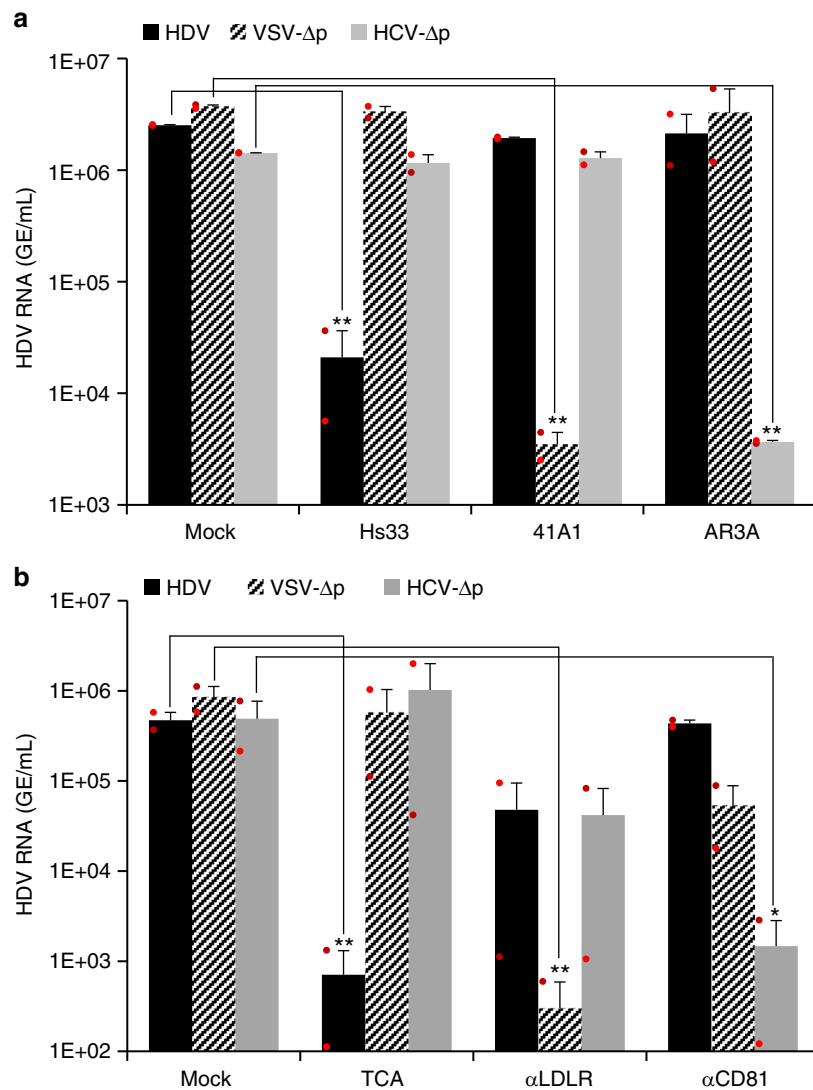 a
HDV VSV-Δp HCV-Δp
1E+07
1E+06
1E+05
1E+04
1E+03
HDV RNA (GE/mL)
**
**
**
Mock Hs33 41A1 AR3A
b
HDV VSV-Δp HCV-Δp
1E+07
1E+06
1E+05
1E+04
1E+03
1E+02
HDV RNA (GE/mL)
**
**
*
Mock TCA αLDLR αCD81